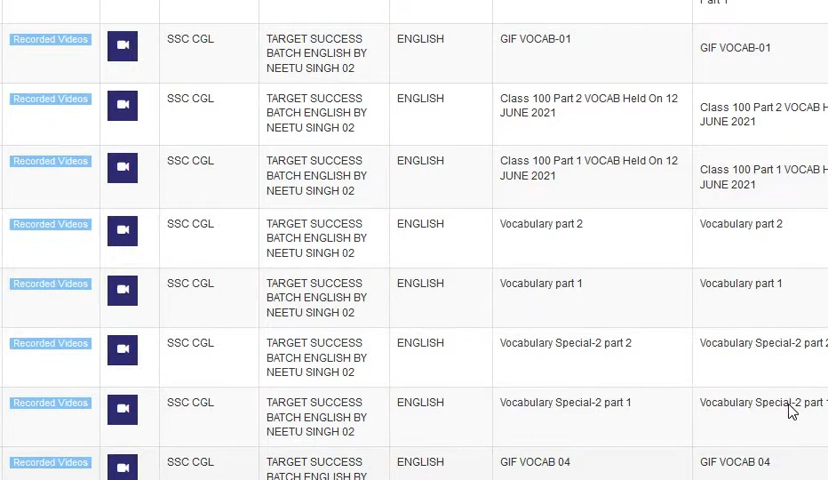 Part 1
Recorded Videos
SSC CGL
TARGET SUCCESS
BATCH ENGLISH BY
NEETU SINGH 02
ENGLISH
GIF VOCAB-01
GIF VOCAB-01
Recorded Videos
SSC CGL
TARGET SUCCESS
BATCH ENGLISH BY
NEETU SINGH 02
ENGLISH
Class 100 Part 2 VOCAB Held On 12
JUNE 2021
Class 100 Part 2 VOCAB H
JUNE 2021
Recorded Videos
SSC CGL
TARGET SUCCESS
BATCH ENGLISH BY
NEETU SINGH 02
ENGLISH
Class 100 Part 1 VOCAB Held On 12
JUNE 2021
Class 100 Part 1 VOCAB H
JUNE 2021
Recorded Videos
SSC CGL
TARGET SUCCESS
BATCH ENGLISH BY
NEETU SINGH 02
ENGLISH
Vocabulary part 2
Vocabulary part 2
Recorded Videos
SSC CGL
TARGET SUCCESS
BATCH ENGLISH BY
NEETU SINGH 02
ENGLISH
Vocabulary part 1
Vocabulary part 1
Recorded Videos
SSC CGL
TARGET SUCCESS
BATCH ENGLISH BY
NEETU SINGH 02
ENGLISH
Vocabulary Special-2 part 2
Vocabulary Special-2 part 2
Recorded Videos
SSC CGL
TARGET SUCCESS
BATCH ENGLISH BY
NEETU SINGH 02
ENGLISH
Vocabulary Special-2 part 1
Vocabulary Special-2 part 1
Recorded Videos
SSC CGL
TARGET SUCCESS
BATCH ENGLISH BY
ENGLISH
GIF VOCAB 04
GIF VOCAB 04